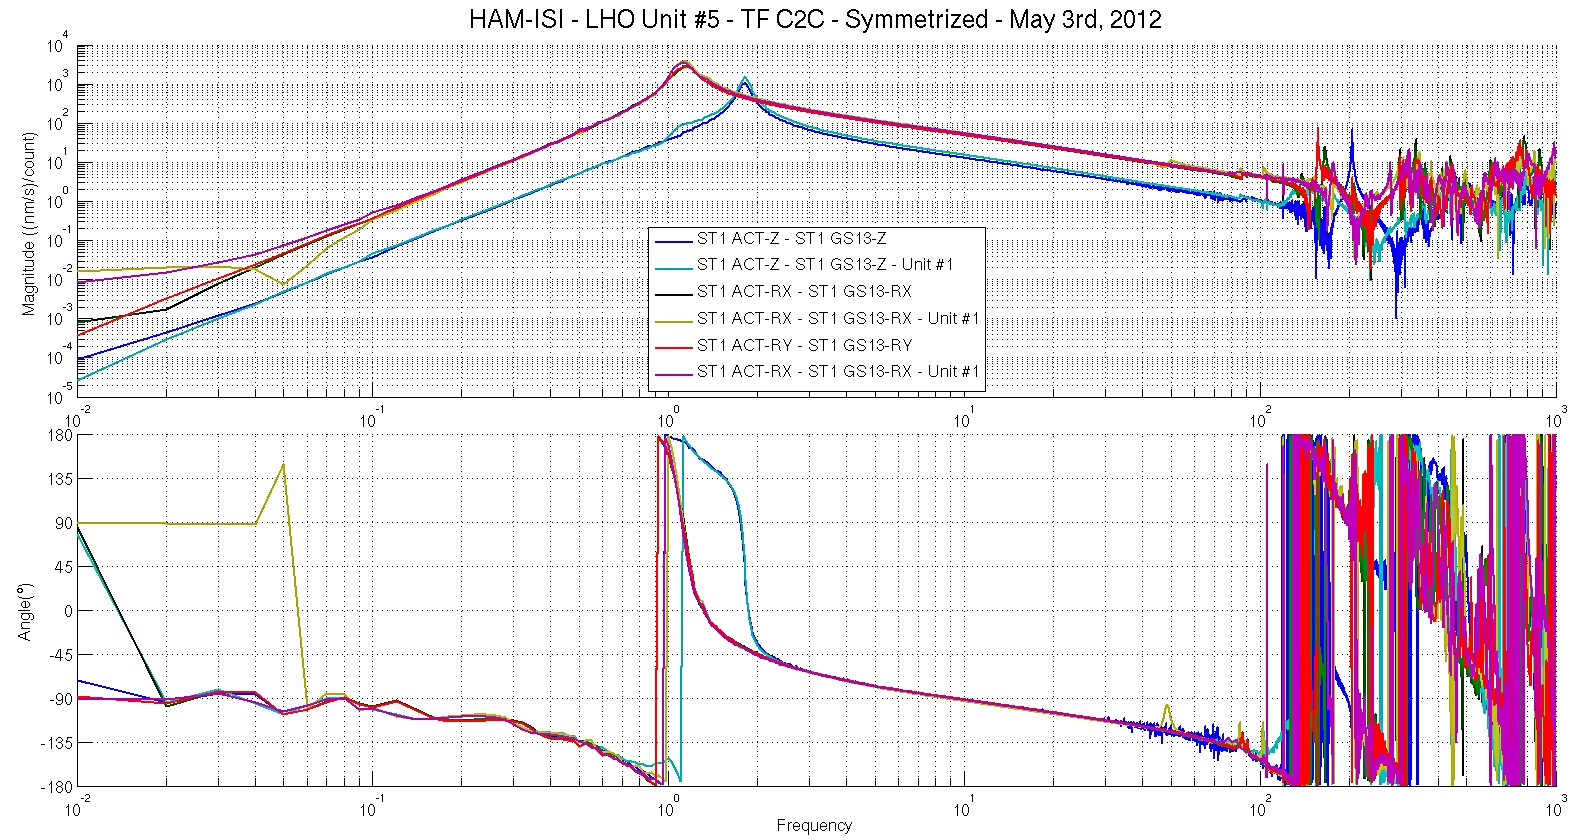 HAM-ISI - LHO Unit #5 - TF C2C - Symmetrized - May 3rd, 2012
Magnitude ((nm/s)/count)
10^4
10^3
10^3
10^2
10^1
10^0
10^-1
10^-2
10^-3
10^-4
10^-5
ST1 ACT-Z - ST1 GS13-Z
ST1 ACT-Z - ST1 GS13-Z - Unit #1
ST1 ACT-RX - ST1 GS13-RX
ST1 ACT-RX - ST1 GS13-RX - Unit #1
ST1 ACT-RY - ST1 GS13-RY
ST1 ACT-RX - ST1 GS13-RX - Unit #1
10^-2 10^-1 10^0 10^1 10^2 10^3
Angle(°)
180
135
90
45
0
-45
-90
-135
-180
10^-2 10^-1 10^0 10^1 10^2 10^3
Frequency